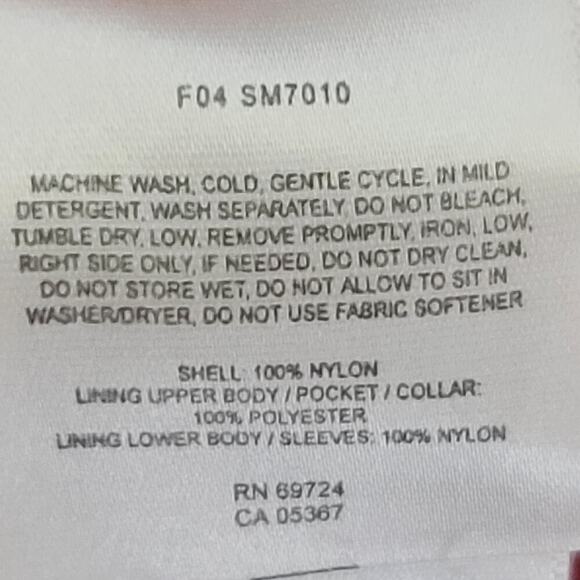 F04 SM7010
MACHINE WASH, COLD, GENTLE CYCLE, IN MILD
DETERGENT, WASH SEPARATELY, DO NOT BLEACH,
TUMBLE DRY, LOW, REMOVE PROMPTLY, IRON, LOW,
RIGHT SIDE ONLY, IF NEEDED, DO NOT DRY CLEAN,
DO NOT STORE WET, DO NOT ALLOW TO SIT IN
WASHER/DRYER, DO NOT USE FABRIC SOFTENER
SHELL: 100% NYLON
LINING UPPER BODY / POCKET / COLLAR:
100% POLYESTER
LINING LOWER BODY / SLEEVES: 100% NYLON
RN 69724
CA 05367